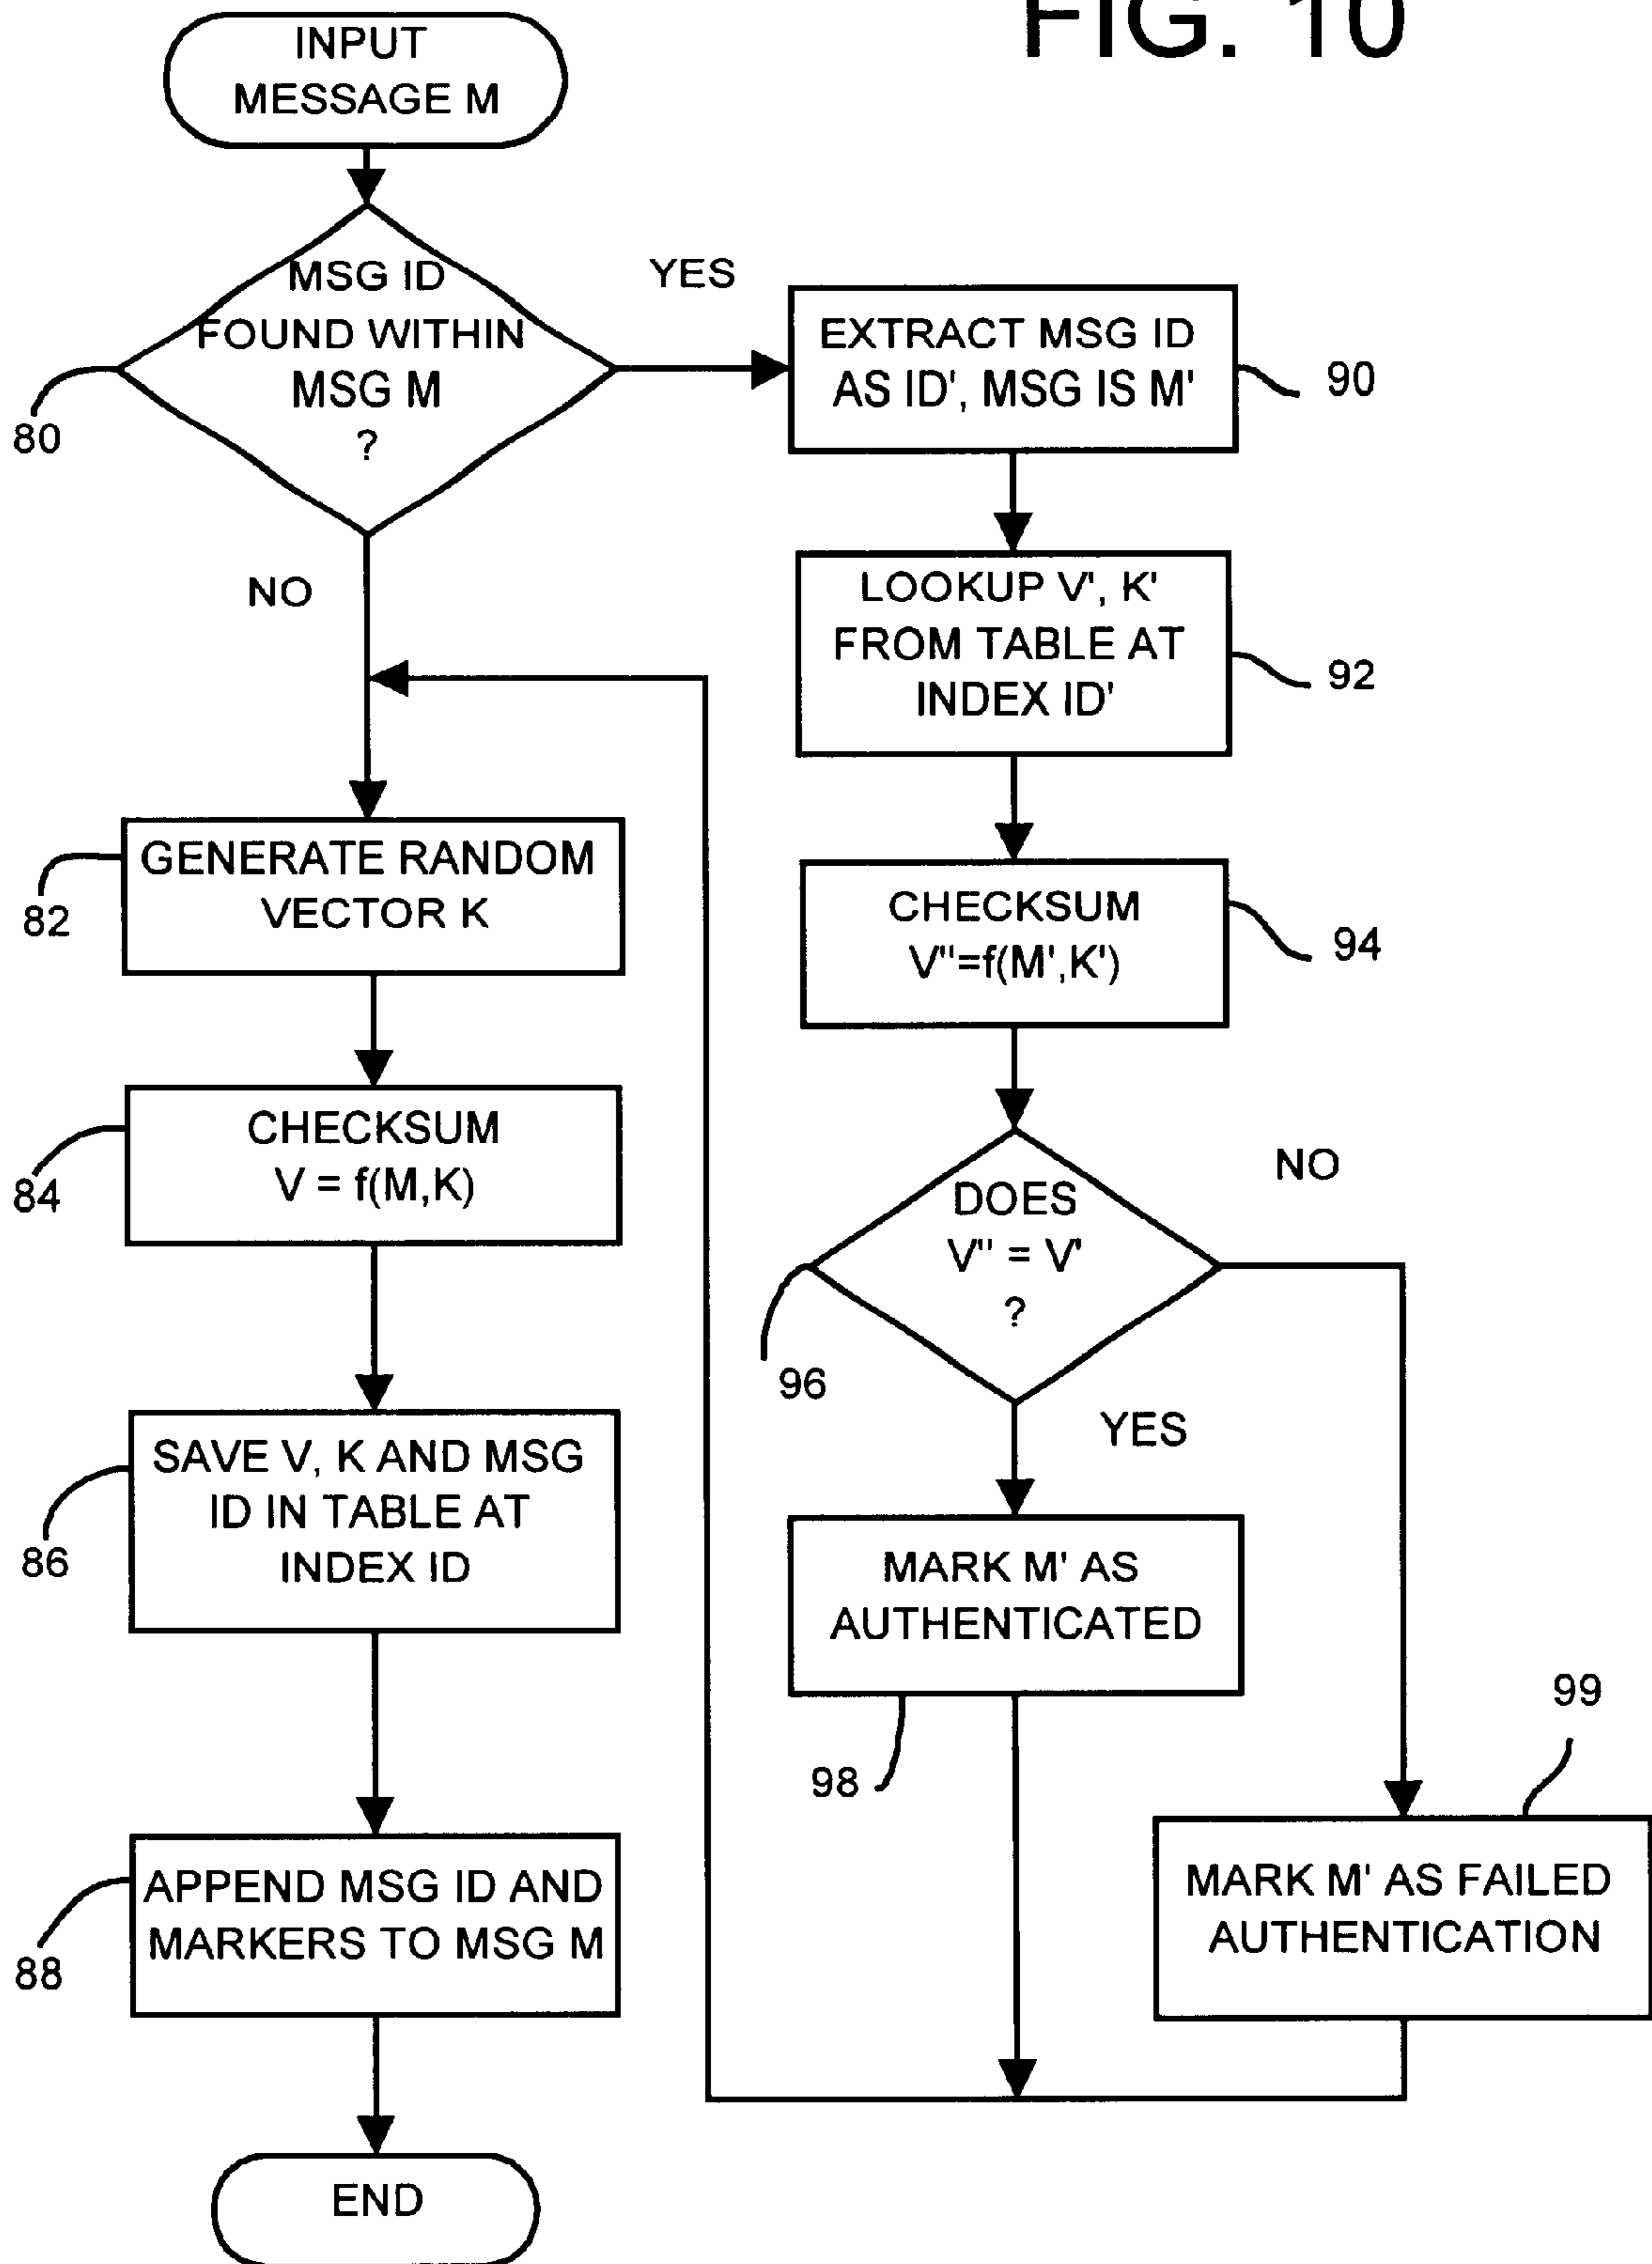 FIG. 10
INPUT
MESSAGE M
MSG ID
FOUND WITHIN
MSG M
?
80
YES
NO
EXTRACT MSG ID
AS ID', MSG IS M'
90
LOOKUP V', K'
FROM TABLE AT
INDEX ID'
92
GENERATE RANDOM
VECTOR K
82
CHECKSUM
V''=f(M',K')
94
CHECKSUM
V = f(M,K)
84
DOES
V'' = V'
?
96
NO
YES
SAVE V, K AND MSG
ID IN TABLE AT
INDEX ID
86
MARK M' AS
AUTHENTICATED
98
99
MARK M' AS FAILED
AUTHENTICATION
APPEND MSG ID AND
MARKERS TO MSG M
88
END